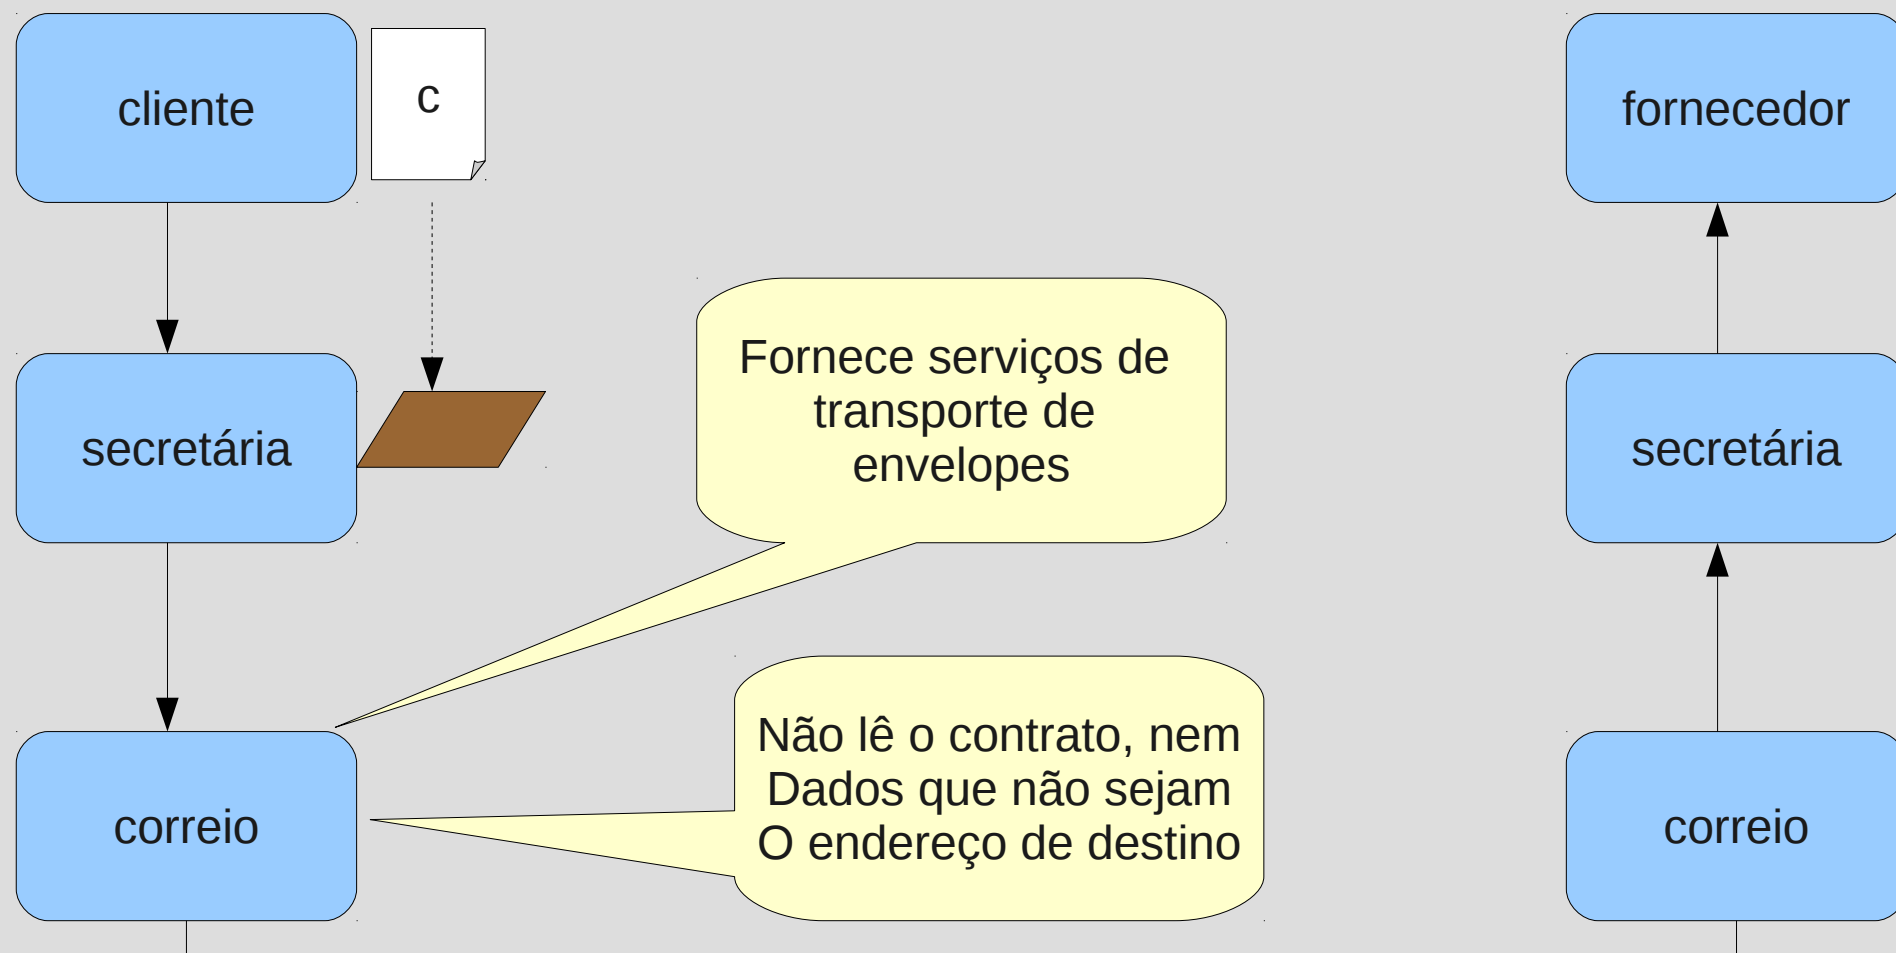 cliente
c
fornecedor
secretária
Fornece serviços de
transporte de
envelopes
secretária
correio
Não lê o contrato, nem
Dados que não sejam
O endereço de destino
correio